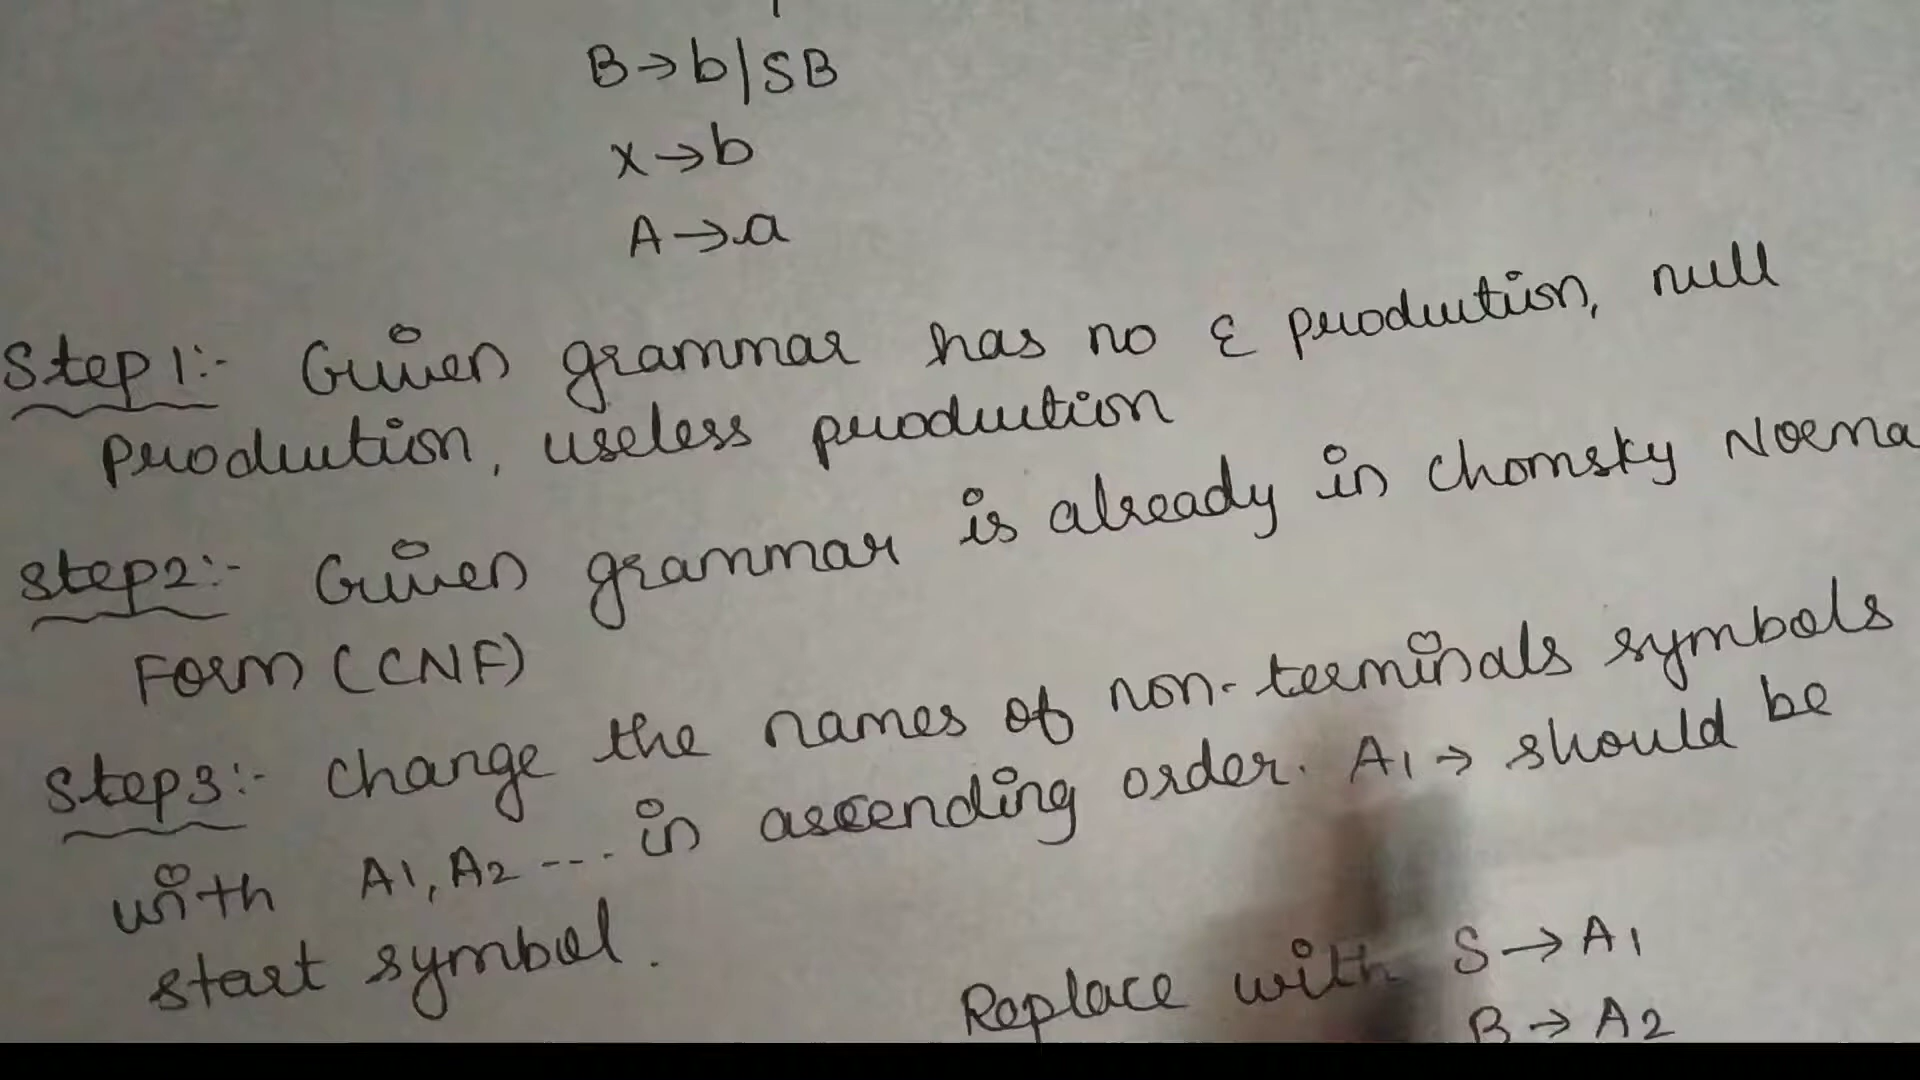 B→b|SB
X→b
A→a
Step1:- Given grammar has no ε production, null
production, useless production
Step2:- Given grammar is already in Chomsky Norma
Form (CNF)
Step3:- Change the names of non-terminals symbols
with A1, A2 ---- in ascending order. A1→ should be
start symbol.
Replace with S→A1
B→A2